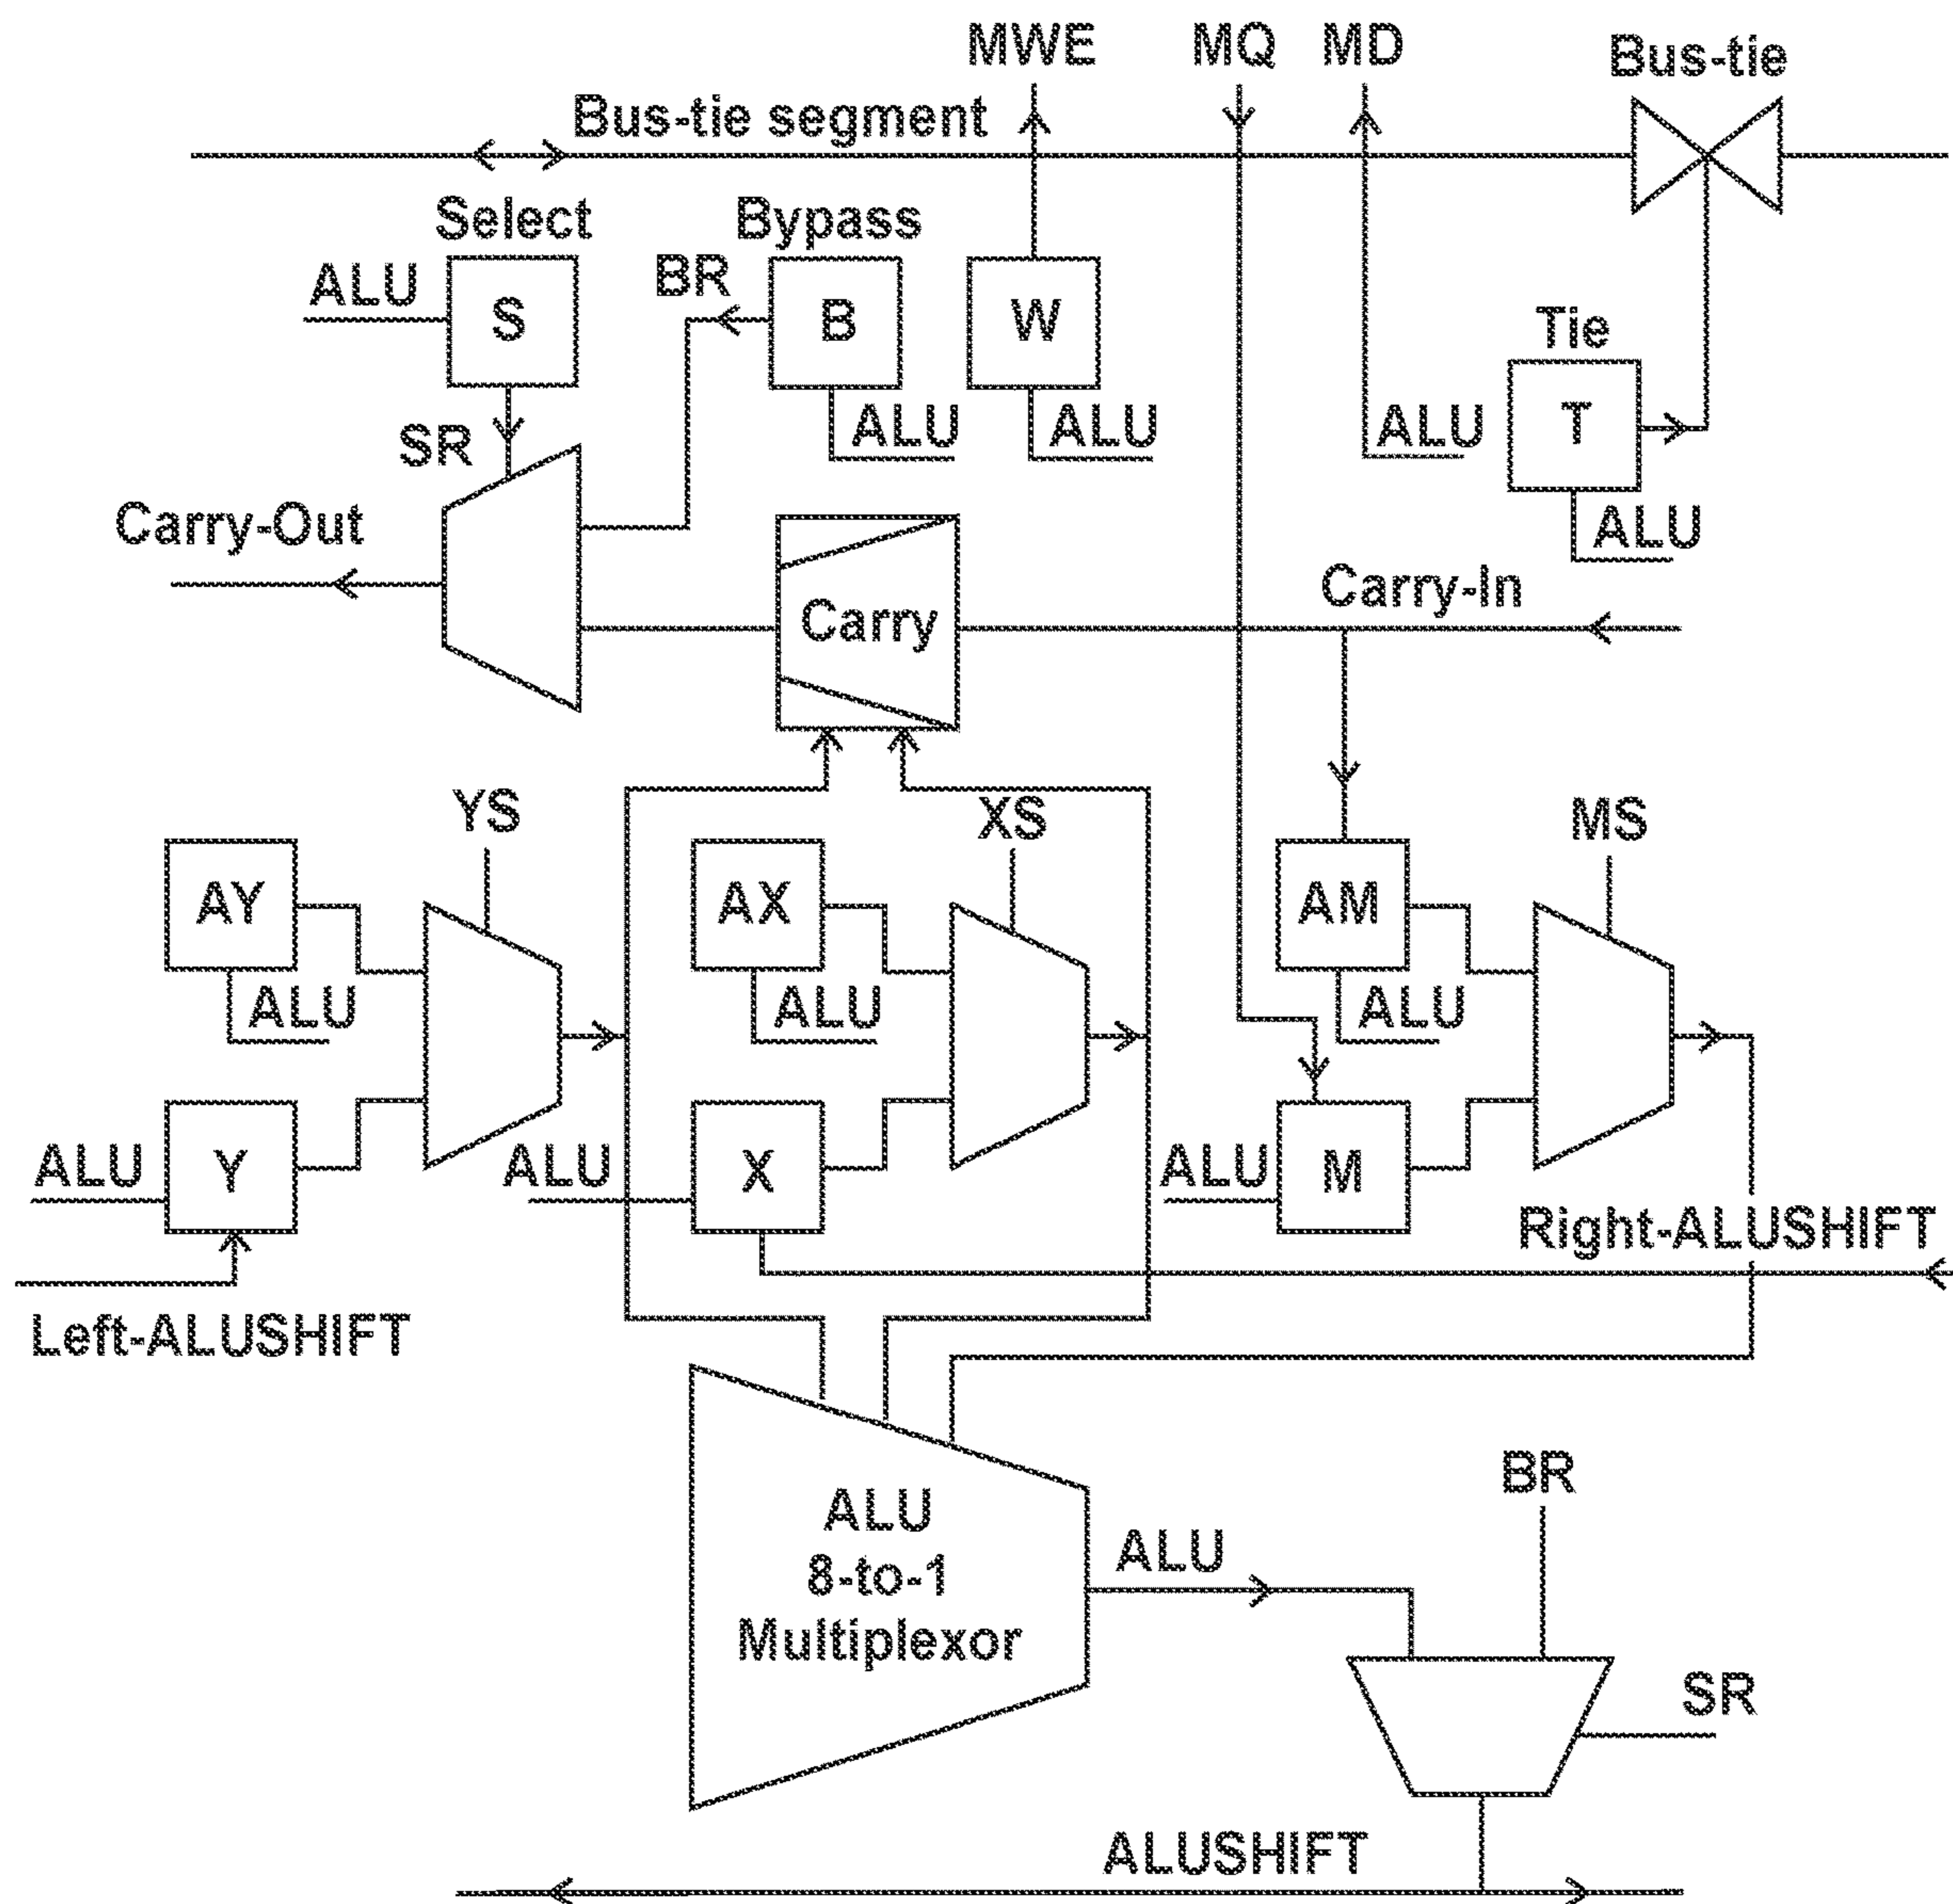 MWE
MQ
MD
Bus-tie
Bus-tie segment
Select
Bypass
ALU
S
BR
B
W
Tie
T
SR
ALU
ALU
ALU
ALU
Carry-Out
Carry
Carry-In
YS
XS
MS
AY
AX
AM
ALU
ALU
ALU
ALU
Y
ALU
X
ALU
M
Right-ALUSHIFT
Left-ALUSHIFT
ALU
8-to-1
Multiplexor
ALU
BR
SR
ALUSHIFT